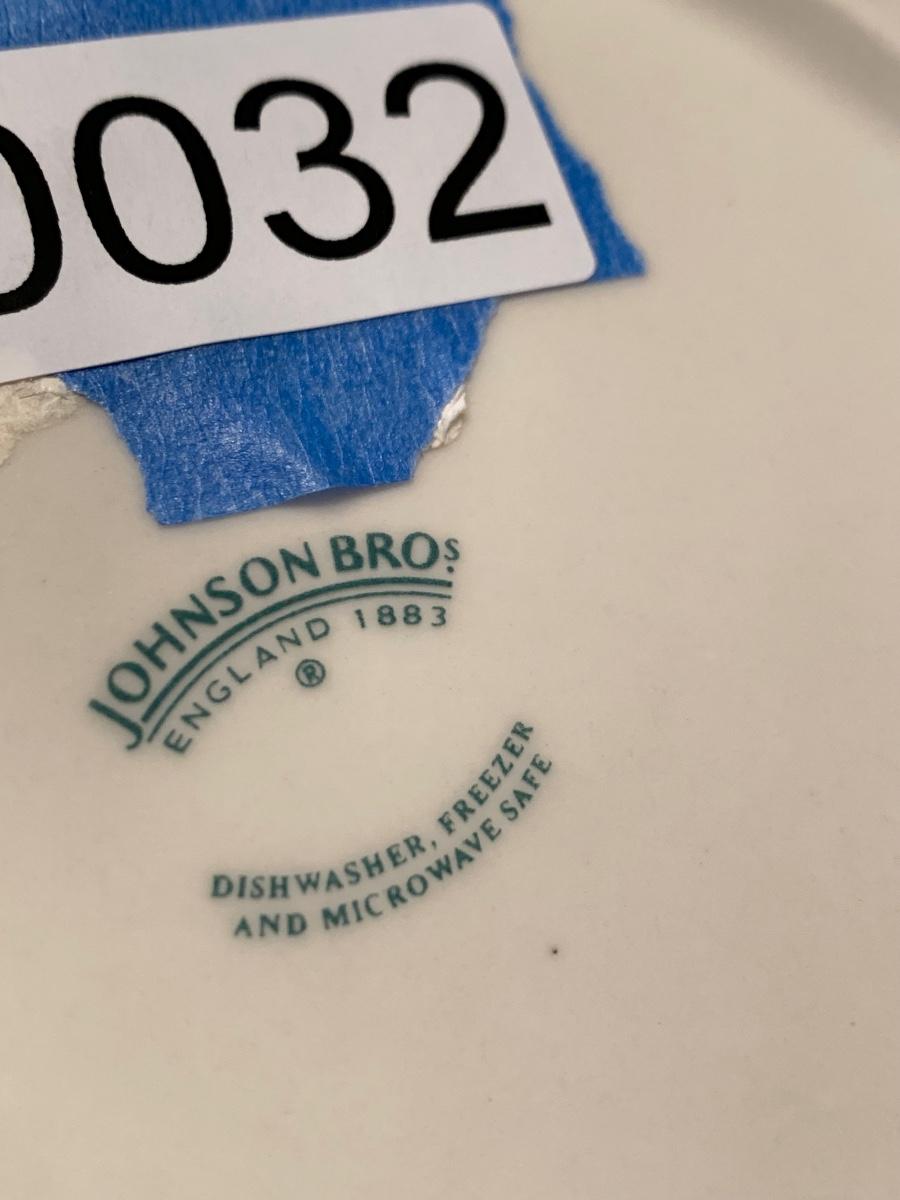 0032
JOHNSON BROS.
ENGLAND 1883
®
DISHWASHER, FREEZER
AND MICROWAVE SAFE